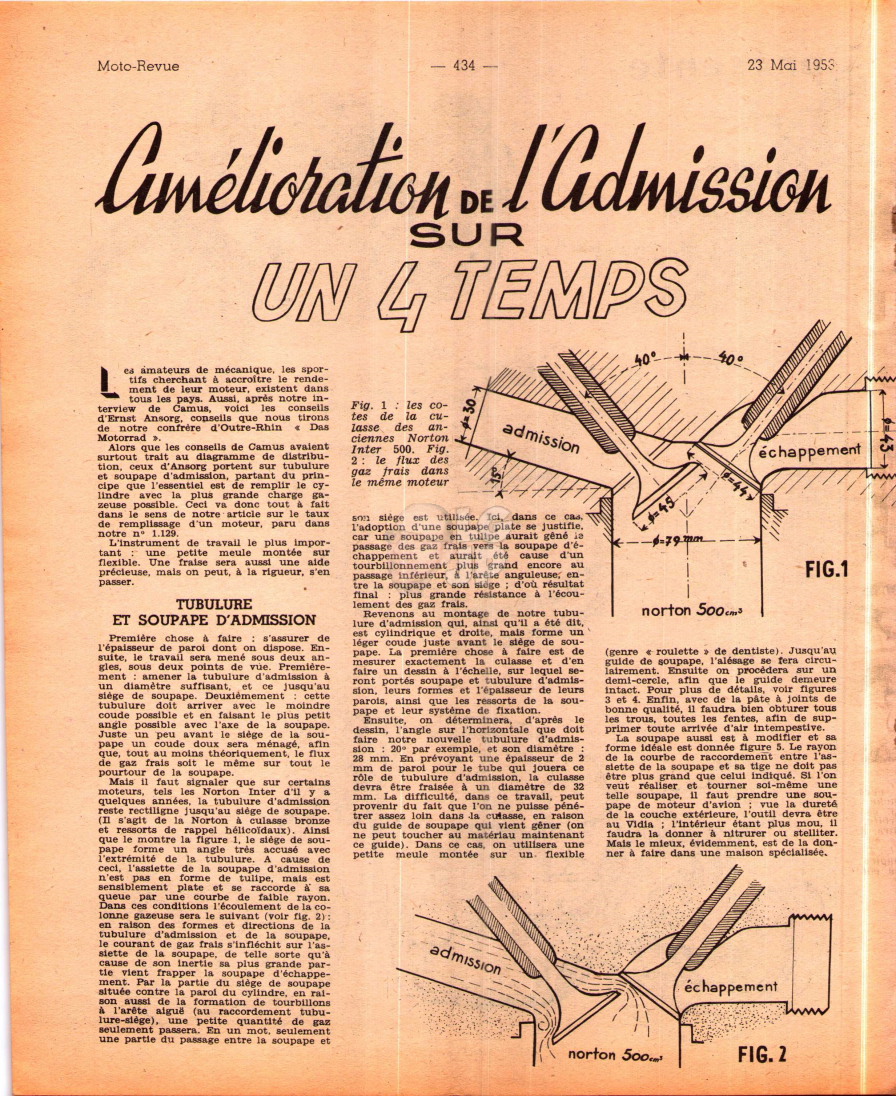 Moto-Revue
— 434 —
23 Mai 1953
Amélioration DE l'Admission
SUR
UN 4 TEMPS
Les amateurs de mécanique, les spor-
tifs cherchant à accroître le rende-
ment de leur moteur, existent dans
tous les pays. Aussi, après notre in-
terview de Camus, voici les conseils
d'Ernst Ansorg, conseils que nous tirons
de notre confrère d'Outre-Rhin « Das
Motorrad ».
Alors que les conseils de Camus avaient
surtout trait au diagramme de distribu-
tion, ceux d'Ansorg portent sur tubulure
et soupape d'admission, partant du prin-
cipe que l'essentiel est de remplir le cy-
lindre avec la plus grande charge ga-
zeuse possible. Ceci va donc tout à fait
dans le sens de notre article sur le taux
de remplissage d'un moteur, paru dans
notre n° 1.129.
L'instrument de travail le plus impor-
tant : une petite meule montée sur
flexible. Une fraise sera aussi une aide
précieuse, mais on peut, à la rigueur, s'en
passer.
TUBULURE
ET SOUPAPE D'ADMISSION
Première chose à faire : s'assurer de
l'épaisseur de paroi dont on dispose. En-
suite, le travail sera mené sous deux an-
gles, sous deux points de vue. Première-
ment : amener la tubulure d'admission à
un diamètre suffisant, et ce jusqu'au
siège de soupape. Deuxièmement : cette
tubulure doit arriver avec le moindre
coude possible et en faisant le plus petit
angle possible avec l'axe de la soupape.
Juste un peu avant le siège de la sou-
pape un coude doux sera ménagé, afin
que, tout au moins théoriquement, le flux
de gaz frais soit le même sur tout le
pourtour de la soupape.
Mais il faut signaler que sur certains
moteurs, tels les Norton Inter d'il y a
quelques années, la tubulure d'admission
reste rectiligne jusqu'au siège de soupape.
(Il s'agit de la Norton à culasse bronze
et ressorts de rappel hélicoïdaux). Ainsi
que le montre la figure 1, le siège de sou-
pape forme un angle très accusé avec
l'extrémité de la tubulure. A cause de
ceci, l'assiette de la soupape d'admission
n'est pas en forme de tulipe, mais est
sensiblement plate et se raccorde à sa
queue par une courbe de faible rayon.
Dans ces conditions l'écoulement de la co-
lonne gazeuse sera le suivant (voir fig. 2) :
en raison des formes et directions de la
tubulure d'admission et de la soupape,
le courant de gaz frais s'infléchit sur l'as-
siette de la soupape, de telle sorte qu'à
cause de son inertie sa plus grande par-
tie vient frapper la soupape d'échappe-
ment. Par la partie du siège de soupape
située contre la paroi du cylindre, en rai-
son aussi de la formation de tourbillons
à l'arête aiguë (au raccordement tubu-
lure-siège), une petite quantité de gaz
seulement passera. En un mot, seulement
une partie du passage entre la soupape et
Fig. 1 : les co-
tes de la cu-
lasse des an-
ciennes Norton
Inter 500. Fig.
2 : le flux des
gaz frais dans
le même moteur
40° 40°
ø=30
admission
15°
échappement
ø=43
ø=45
ø=41
ø=79 mm
FIG.1
norton 500cm³
son siège est utilisée. Ici, dans ce cas,
l'adoption d'une soupape plate se justifie,
car une soupape en tulipe aurait gêné le
passage des gaz frais vers la soupape d'é-
chappement et aurait été cause d'un
tourbillonnement plus grand encore au
passage inférieur, à l'arête anguleuse, en-
tre la soupape et son siège ; d'où résultat
final : plus grande résistance à l'écou-
lement des gaz frais.
Revenons au montage de notre tubu-
lure d'admission qui, ainsi qu'il a été dit,
est cylindrique et droite, mais forme un
léger coude juste avant le siège de sou-
pape. La première chose à faire est de
mesurer exactement la culasse et d'en
faire un dessin à l'échelle, sur lequel se-
ront portés soupape et tubulure d'admis-
sion, leurs formes et l'épaisseur de leurs
parois, ainsi que les ressorts de la sou-
pape et leur système de fixation.
Ensuite, on déterminera, d'après le
dessin, l'angle sur l'horizontale que doit
faire notre nouvelle tubulure d'admis-
sion : 20° par exemple, et son diamètre :
28 mm. En prévoyant une épaisseur de 2
mm de paroi pour le tube qui jouera ce
rôle de tubulure d'admission, la culasse
devra être fraisée à un diamètre de 32
mm. La difficulté, dans ce travail, peut
provenir du fait que l'on ne puisse péné-
trer assez loin dans la culasse, en raison
du guide de soupape qui vient gêner (on
ne peut toucher au matériau maintenant
ce guide). Dans ce cas, on utilisera une
petite meule montée sur un flexible
(genre « roulette » de dentiste). Jusqu'au
guide de soupape, l'alésage se fera circu-
lairement. Ensuite on procédera sur un
demi-cercle, afin que le guide demeure
intact. Pour plus de détails, voir figures
3 et 4. Enfin, avec de la pâte à joints de
bonne qualité, il faudra bien obturer tous
les trous, toutes les fentes, afin de sup-
primer toute arrivée d'air intempestive.
La soupape aussi est à modifier et sa
forme idéale est donnée figure 5. Le rayon
de la courbe de raccordement entre l'as-
siette de la soupape et sa tige ne doit pas
être plus grand que celui indiqué. Si l'on
veut réaliser et tourner soi-même une
telle soupape, il faut prendre une sou-
pape de moteur d'avion ; vue la dureté
de la couche extérieure, l'outil devra être
au Vidia ; l'intérieur étant plus mou, il
faudra la donner à nitrurer ou stelliter.
Mais le mieux, évidemment, est de la don-
ner à faire dans une maison spécialisée.
admission
échappement
norton 500cm³
FIG. 2